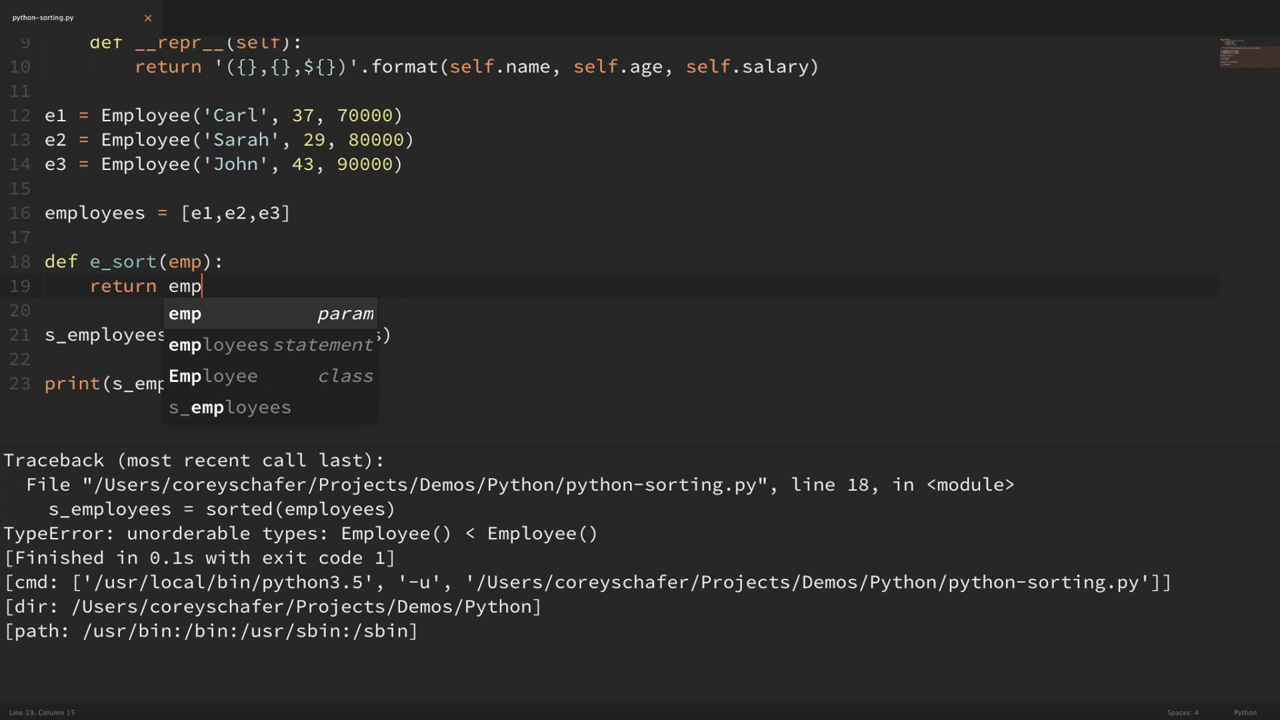 python-sorting.py ×
9 def __repr__(self):
10 return '({},{},${})'.format(self.name, self.age, self.salary)
11
12 e1 = Employee('Carl', 37, 70000)
13 e2 = Employee('Sarah', 29, 80000)
14 e3 = Employee('John', 43, 90000)
15
16 employees = [e1,e2,e3]
17
18 def e_sort(emp):
19 return emp
emp param
20
21 s_employees )
employees statement
22
Employee class
23 print(s_emp
s_employees
Traceback (most recent call last):
File "/Users/coreyschafer/Projects/Demos/Python/python-sorting.py", line 18, in <module>
s_employees = sorted(employees)
TypeError: unorderable types: Employee() < Employee()
[Finished in 0.1s with exit code 1]
[cmd: ['/usr/local/bin/python3.5', '-u', '/Users/coreyschafer/Projects/Demos/Python/python-sorting.py']]
[dir: /Users/coreyschafer/Projects/Demos/Python]
[path: /usr/bin:/bin:/usr/sbin:/sbin]
Line 19, Column 15 Spaces: 4 Python